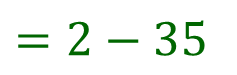 = 2 − 35